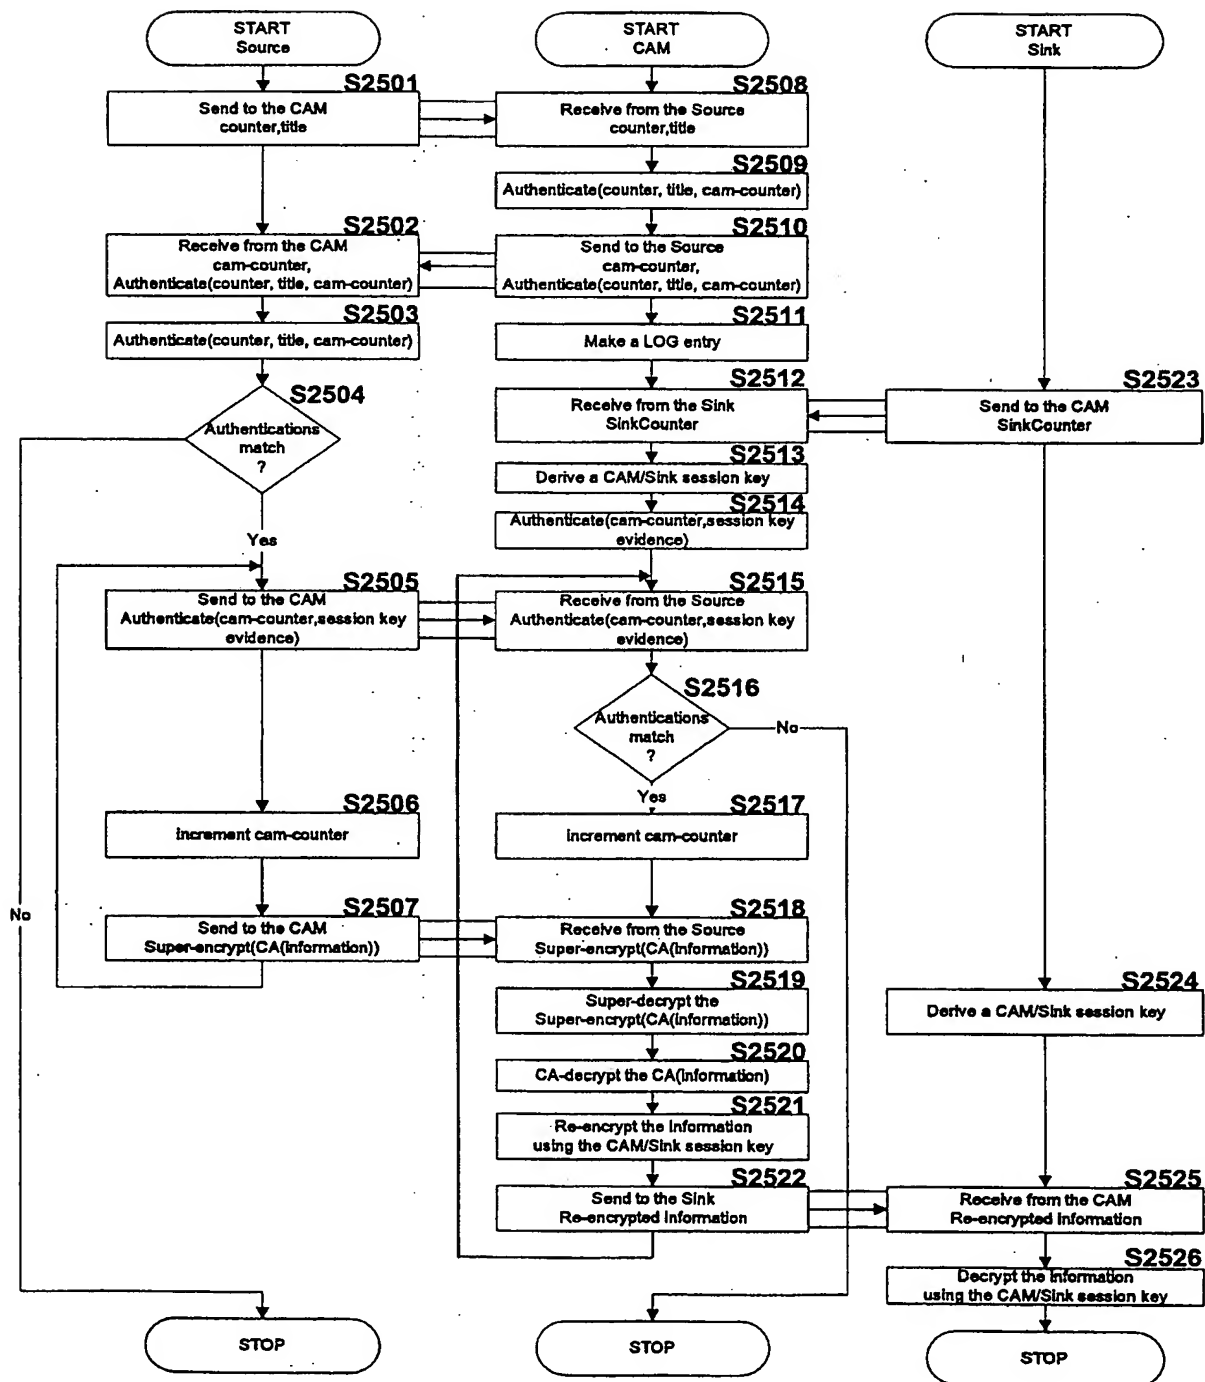 START
Source
S2501
Send to the CAM
counter,title
S2502
Receive from the CAM
cam-counter,
Authenticate(counter, title, cam-counter)
S2503
Authenticate(counter, title, cam-counter)
S2504
Authentications
match
?
Yes
No
S2505
Send to the CAM
Authenticate(cam-counter,session key
evidence)
S2506
Increment cam-counter
S2507
Send to the CAM
Super-encrypt(CA(Information))
STOP
START
CAM
S2508
Receive from the Source
counter,title
S2509
Authenticate(counter, title, cam-counter)
S2510
Send to the Source
cam-counter,
Authenticate(counter, title, cam-counter)
S2511
Make a LOG entry
S2512
Receive from the Sink
SinkCounter
S2513
Derive a CAM/Sink session key
S2514
Authenticate(cam-counter,session key
evidence)
S2515
Receive from the Source
Authenticate(cam-counter,session key
evidence)
S2516
Authentications
match
?
No
Yes
S2517
Increment cam-counter
S2518
Receive from the Source
Super-encrypt(CA(Information))
S2519
Super-decrypt the
Super-encrypt(CA(Information))
S2520
CA-decrypt the CA(Information)
S2521
Re-encrypt the Information
using the CAM/Sink session key
S2522
Send to the Sink
Re-encrypted Information
STOP
START
Sink
S2523
Send to the CAM
SinkCounter
S2524
Derive a CAM/Sink session key
S2525
Receive from the CAM
Re-encrypted Information
S2526
Decrypt the Information
using the CAM/Sink session key
STOP